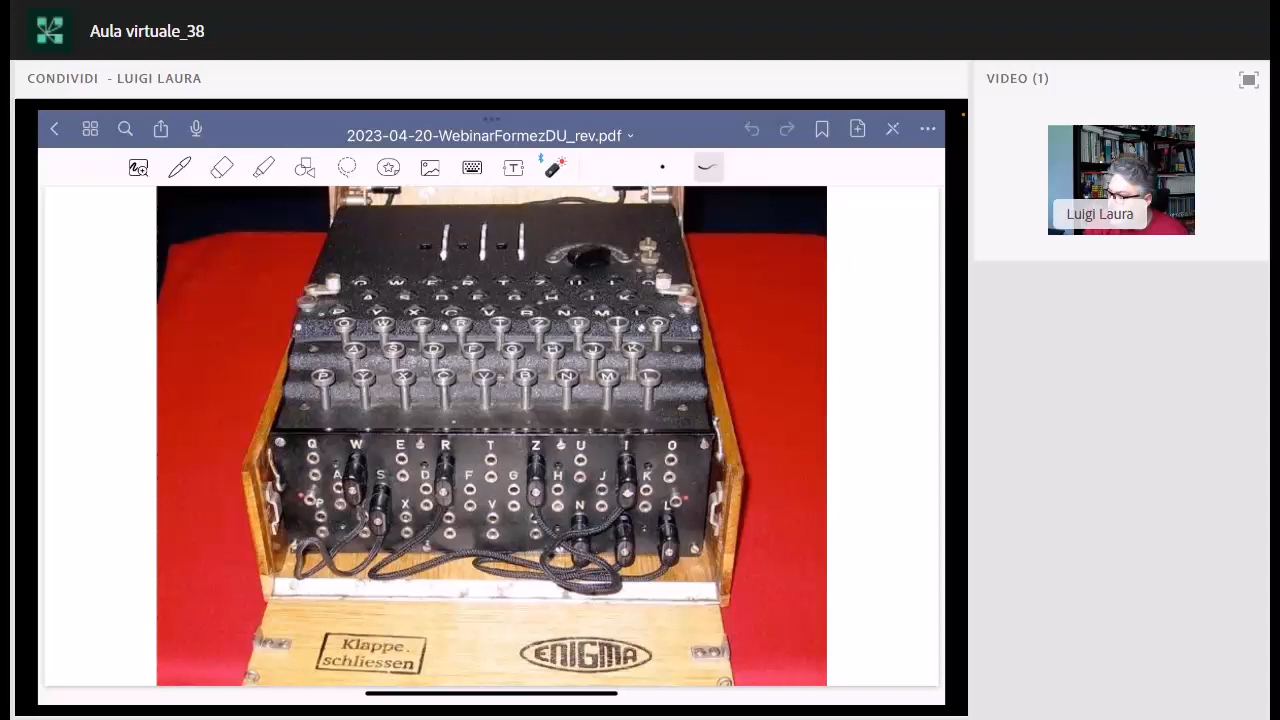 Aula virtuale_38
CONDIVIDI - LUIGI LAURA
VIDEO (1)
2023-04-20-WebinarFormezDU_rev.pdf
T
Luigi Laura
Q W E R T Z U I O
A S D F G H J K
P Y X C V B N M L
Q W E R T Z U I O
A S D F G H J K
P X V N L
Klappe
schliessen
ENIGMA